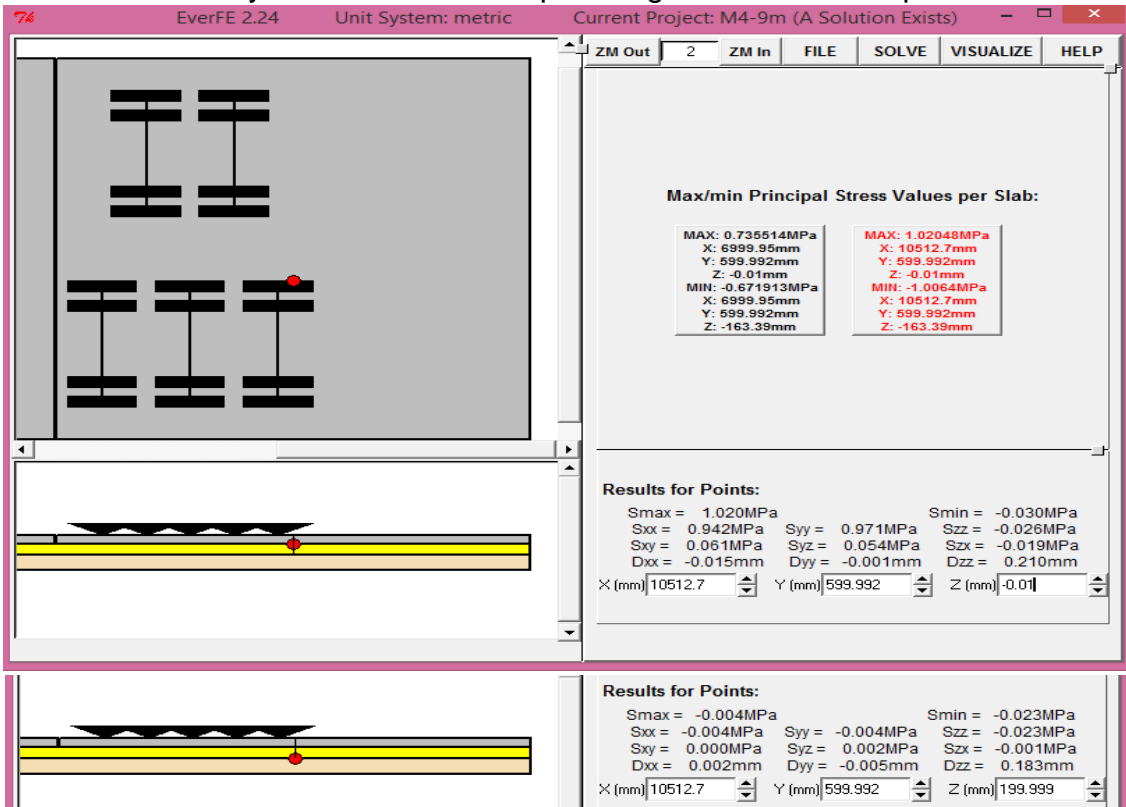 EverFE 2.24 Unit System: metric Current Project: M4-9m (A Solution Exists)
ZM Out 2 ZM In FILE SOLVE VISUALIZE HELP
Max/min Principal Stress Values per Slab:
MAX: 0.735514MPa
X: 6999.95mm
Y: 599.992mm
Z: -0.01mm
MIN: -0.671913MPa
X: 6999.95mm
Y: 599.992mm
Z: -163.39mm
MAX: 1.02048MPa
X: 10512.7mm
Y: 599.992mm
Z: -0.01mm
MIN: -1.0064MPa
X: 10512.7mm
Y: 599.992mm
Z: -163.39mm
Results for Points:
Smax = 1.020MPa Smin = -0.030MPa
Sxx = 0.942MPa Syy = 0.971MPa Szz = -0.026MPa
Sxy = 0.061MPa Syz = 0.054MPa Szx = -0.019MPa
Dxx = -0.015mm Dyy = -0.001mm Dzz = 0.210mm
X (mm) 10512.7 Y (mm) 599.992 Z (mm) -0.01
Results for Points:
Smax = -0.004MPa Smin = -0.023MPa
Sxx = -0.004MPa Syy = -0.004MPa Szz = -0.023MPa
Sxy = 0.000MPa Syz = 0.002MPa Szx = -0.001MPa
Dxx = 0.002mm Dyy = -0.005mm Dzz = 0.183mm
X (mm) 10512.7 Y (mm) 599.992 Z (mm) 199.999